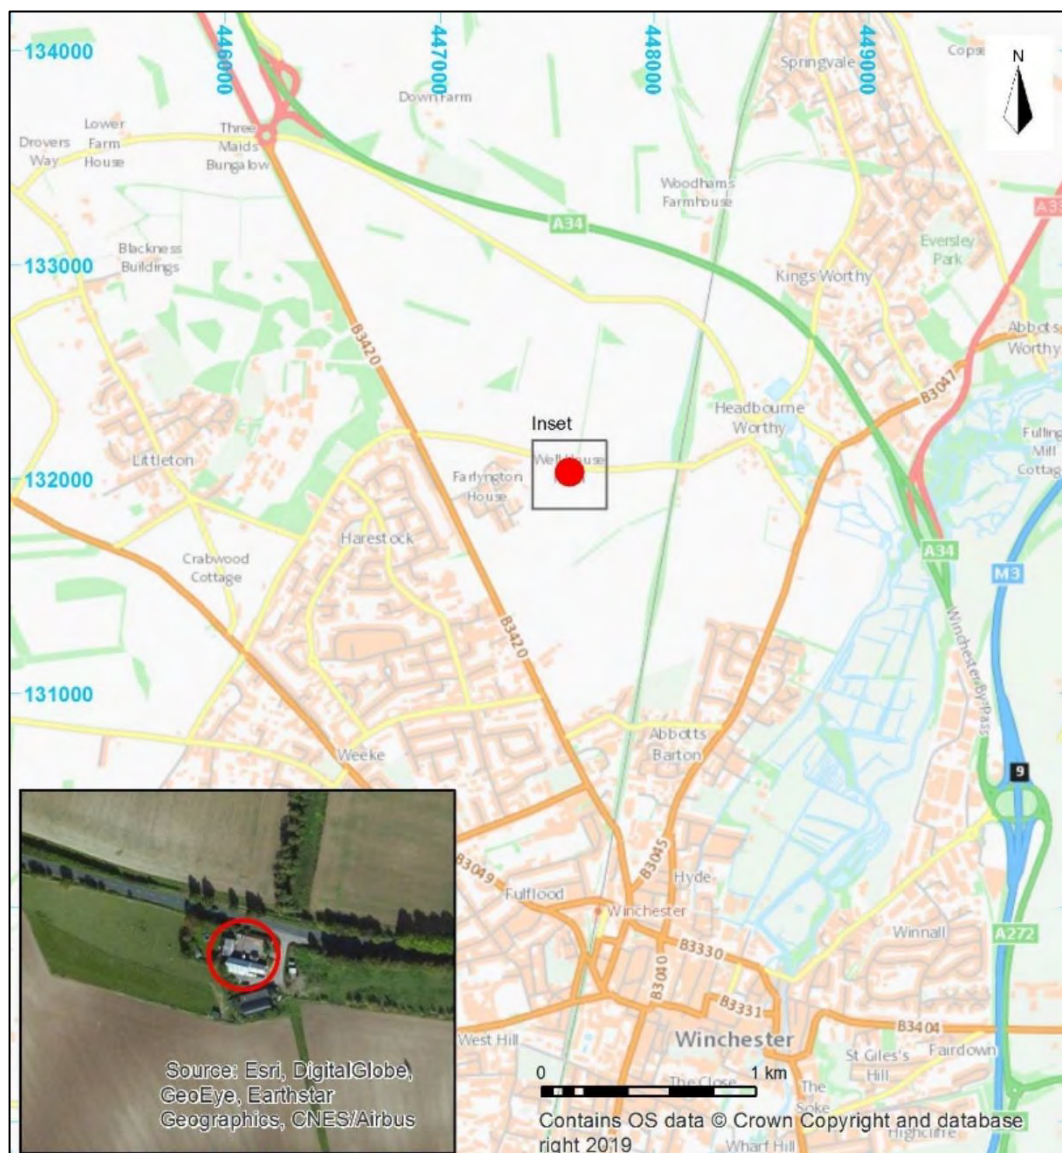 134000
446000
447000
448000
449000
Springvale
Copse
N
Down Farm
Lower
Farm
House
Drovers
Way
Three
Maids
Bungalow
Woodhams
Farmhouse
A33
A34
Eversley
Park
Blackness
Buildings
133000
Kings Worthy
B3420
Abbots
Worthy
B3047
Headbourne
Worthy
Inset
Well House
Fulling
Mill
Cottage
Littleton
132000
Farlyngton
House
Harestock
Crabwood
Cottage
A34
M3
Winchester By-Pass
B3420
131000
Abbotts
Barton
Weeke
9
B3045
B3049
Hyde
Fulflood
Winchester
Winnall
A272
B3330
B3040
B3331
B3404
West Hill
Winchester
St Giles's
Hill
Fairdown
0
1 km
The Close
The
Soke
Source: Esri, DigitalGlobe,
GeoEye, Earthstar
Geographics, CNES/Airbus
Contains OS data © Crown Copyright and database
right 2019
Wharf Hill
Highcliffe